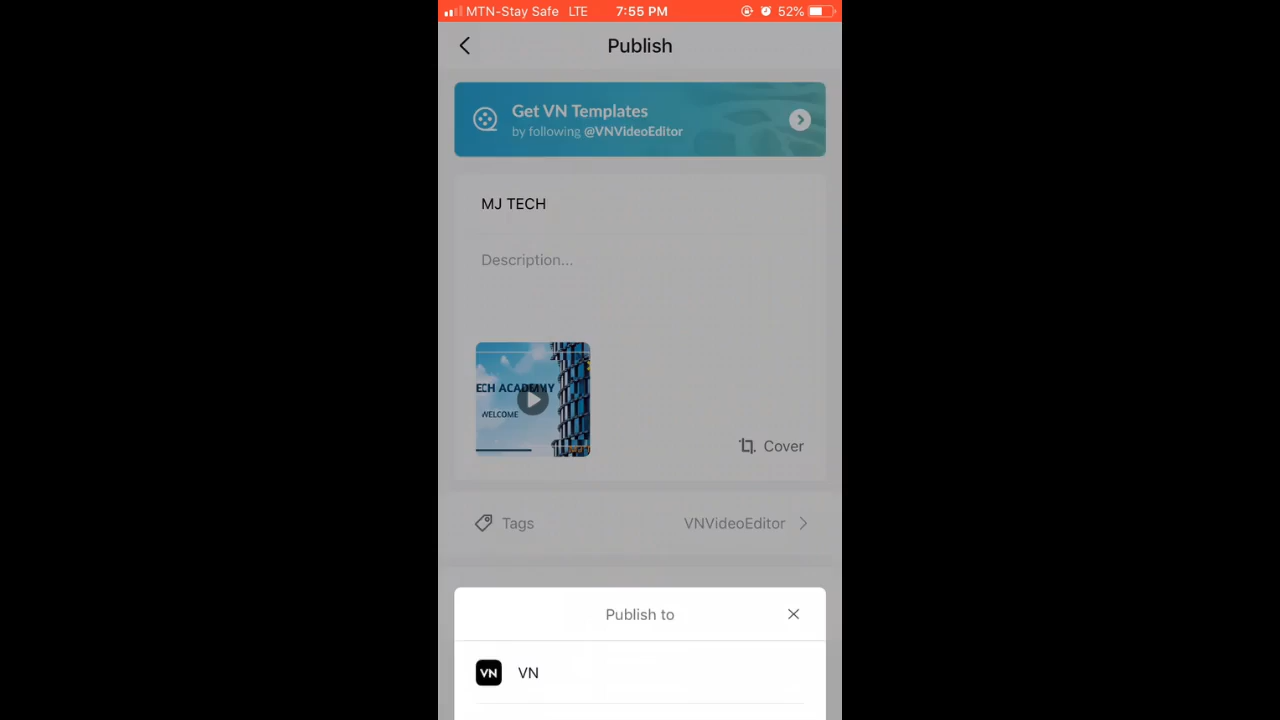 MTN-Stay Safe LTE 7:55 PM 52%
Publish
Get VN Templates
by following @VNVideoEditor
MJ TECH
Description...
ECH ACADMVY
WELCOME
Cover
Tags VNVideoEditor
Publish to
VN VN